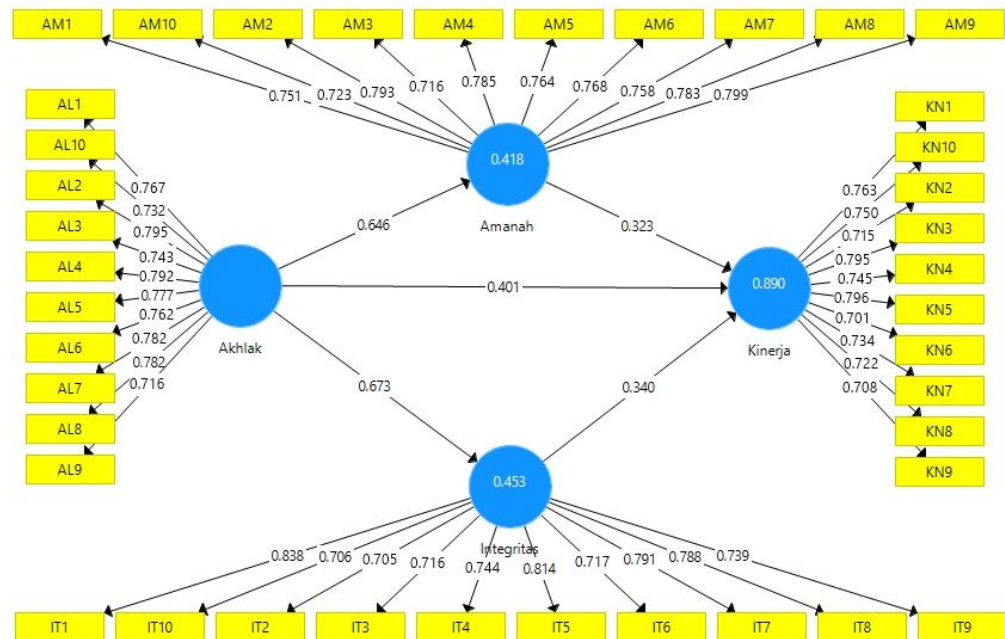 AM1 AM10 AM2 AM3 AM4 AM5 AM6 AM7 AM8 AM9
0.751 0.723 0.793 0.716 0.785 0.764 0.768 0.758 0.783 0.799
AL1
AL10
AL2
AL3
AL4
AL5
AL6
AL7
AL8
AL9
0.767
0.732
0.795
0.743
0.792
0.777
0.762
0.782
0.782
0.716
Akhlak
0.646
0.418
Amanah
0.323
0.401
0.673
0.340
0.453
Integritas
0.890
Kinerja
0.763
0.750
0.715
0.795
0.745
0.796
0.701
0.734
0.722
0.708
KN1
KN10
KN2
KN3
KN4
KN5
KN6
KN7
KN8
KN9
0.838 0.706 0.705 0.716 0.744 0.814 0.717 0.791 0.788 0.739
IT1 IT10 IT2 IT3 IT4 IT5 IT6 IT7 IT8 IT9